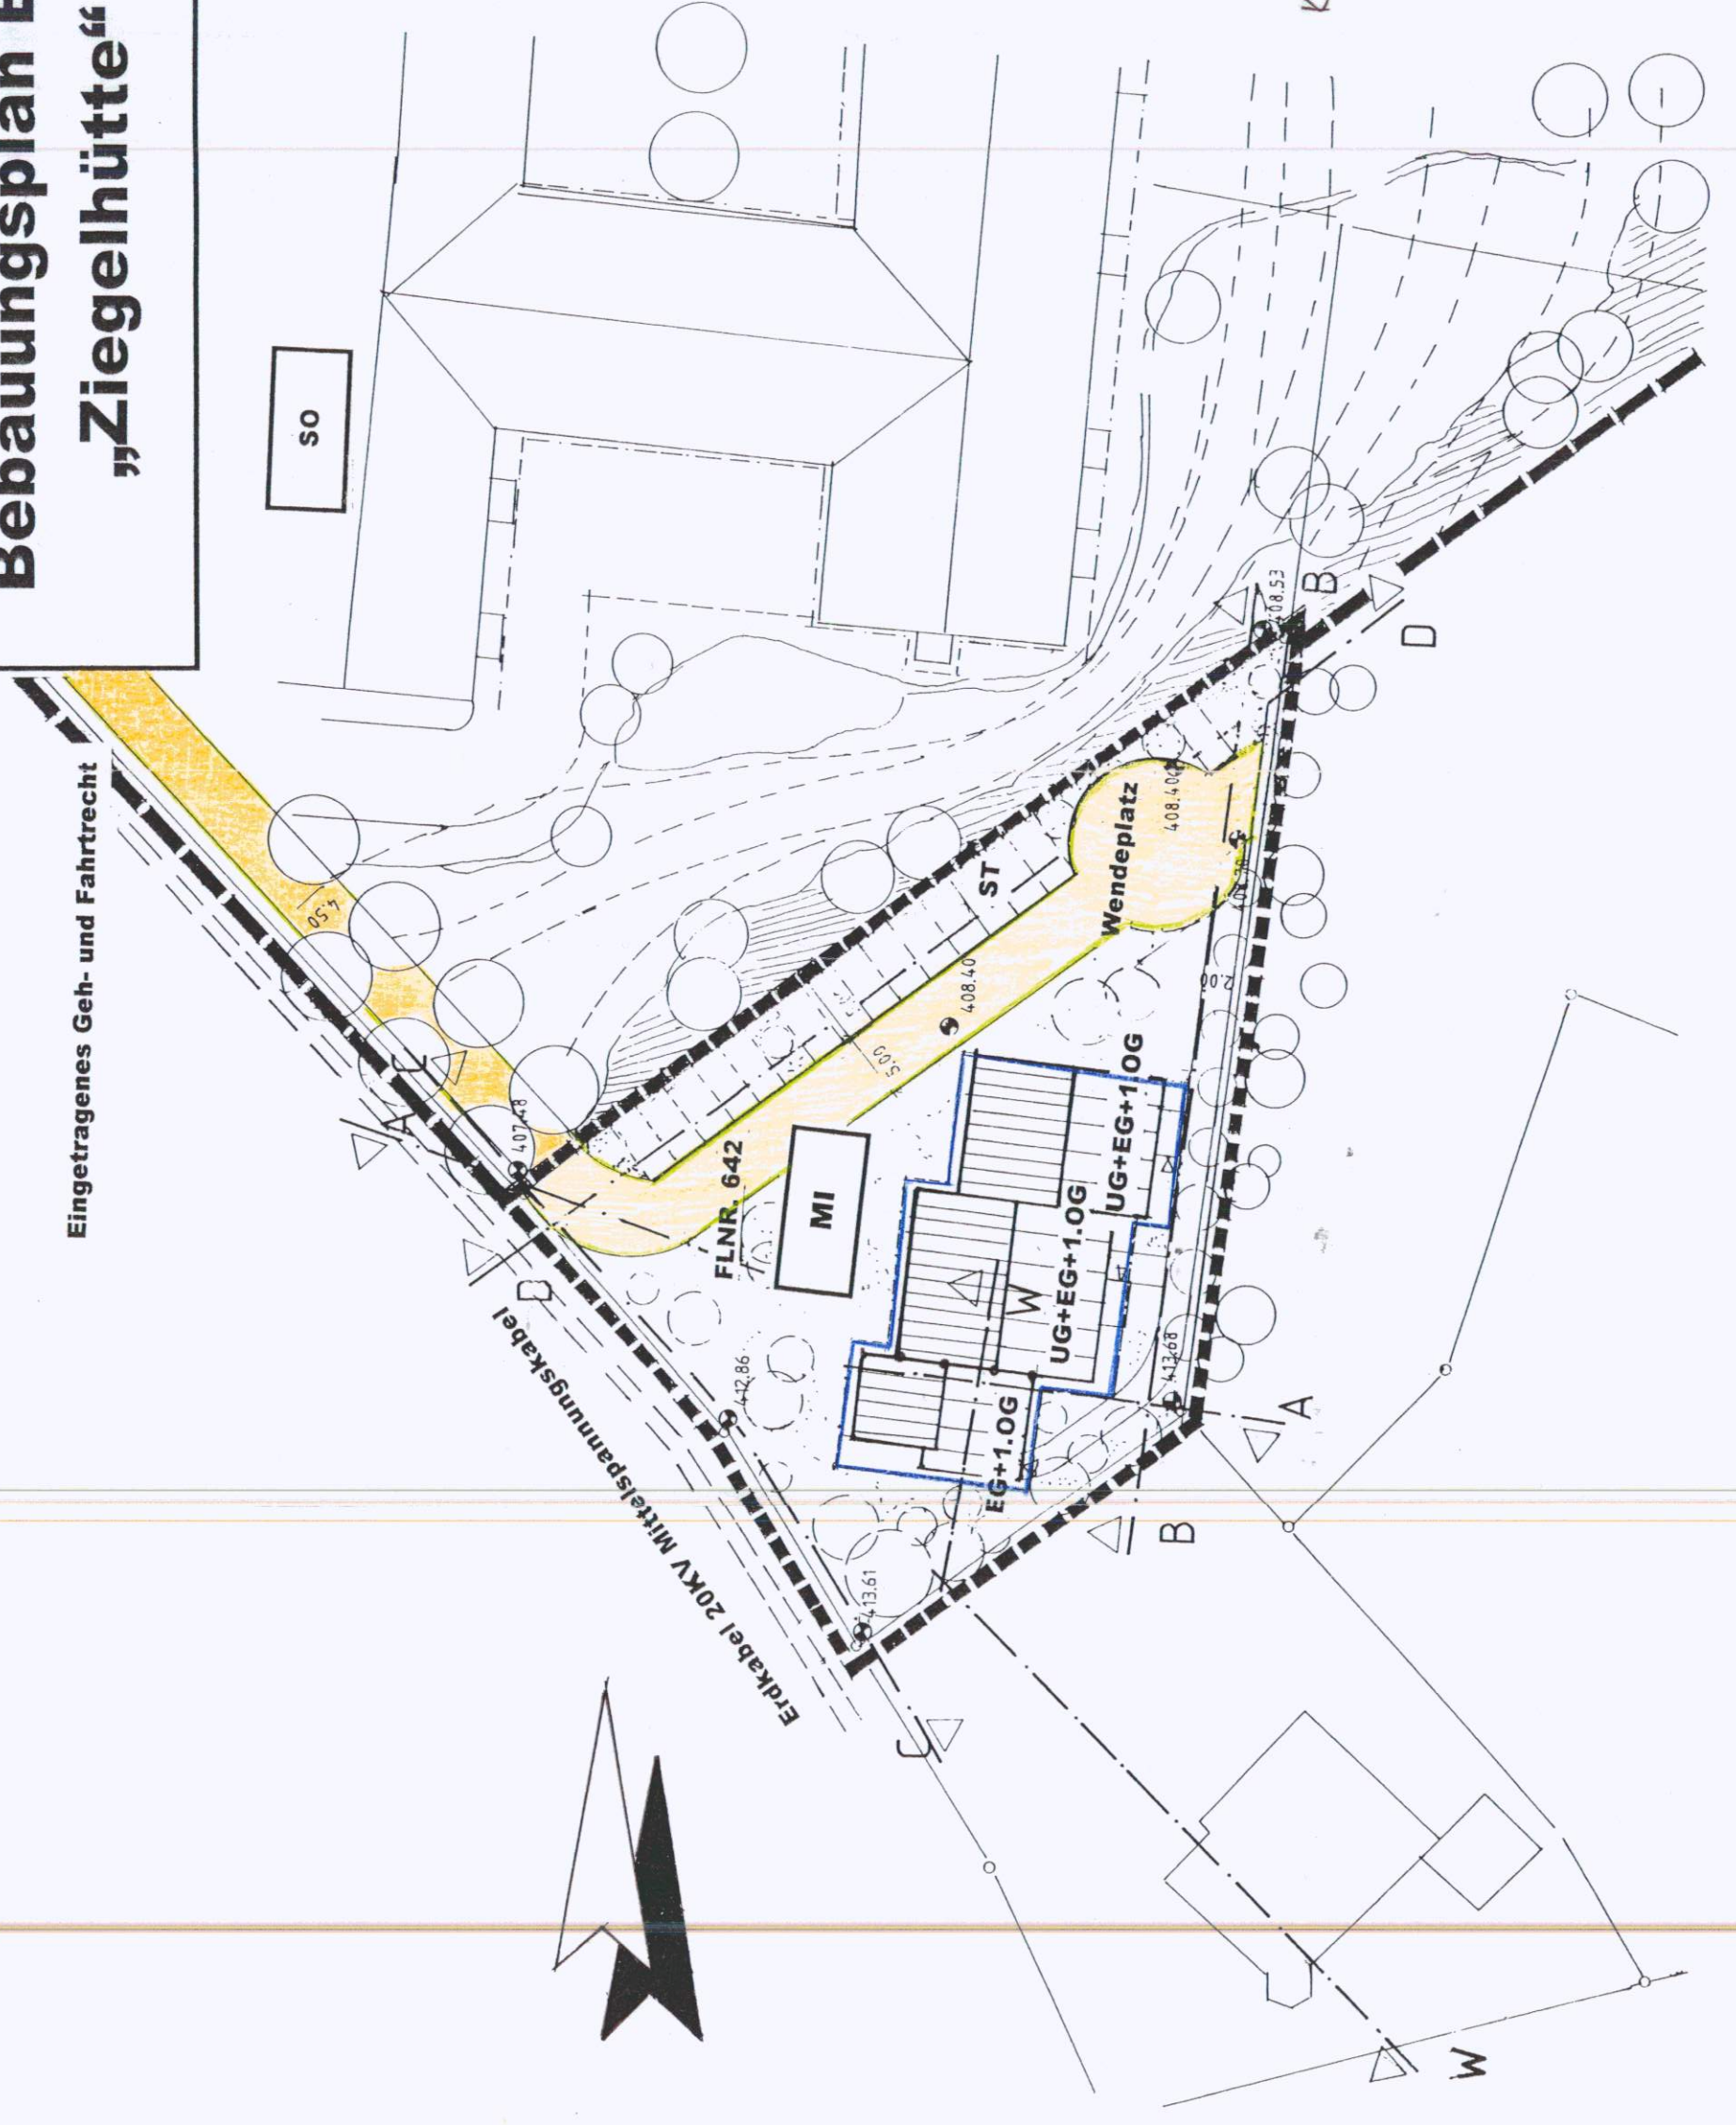 Bebauungsplan
„Ziegelhütte“
SO
Eingetragenes Geh- und Fahrtrecht
4.50
A
C
407.48
D
Erdkabel 20KV Mittelspannungskabel
FLNR. 642
MI
ST
Wendeplatz
408.40
408.40
408.53
B
D
5.00
2.00
412.86
413.61
413.68
W
UG+EG+1.OG
UG+EG+1.OG
EG+1.OG
A
B
C
W